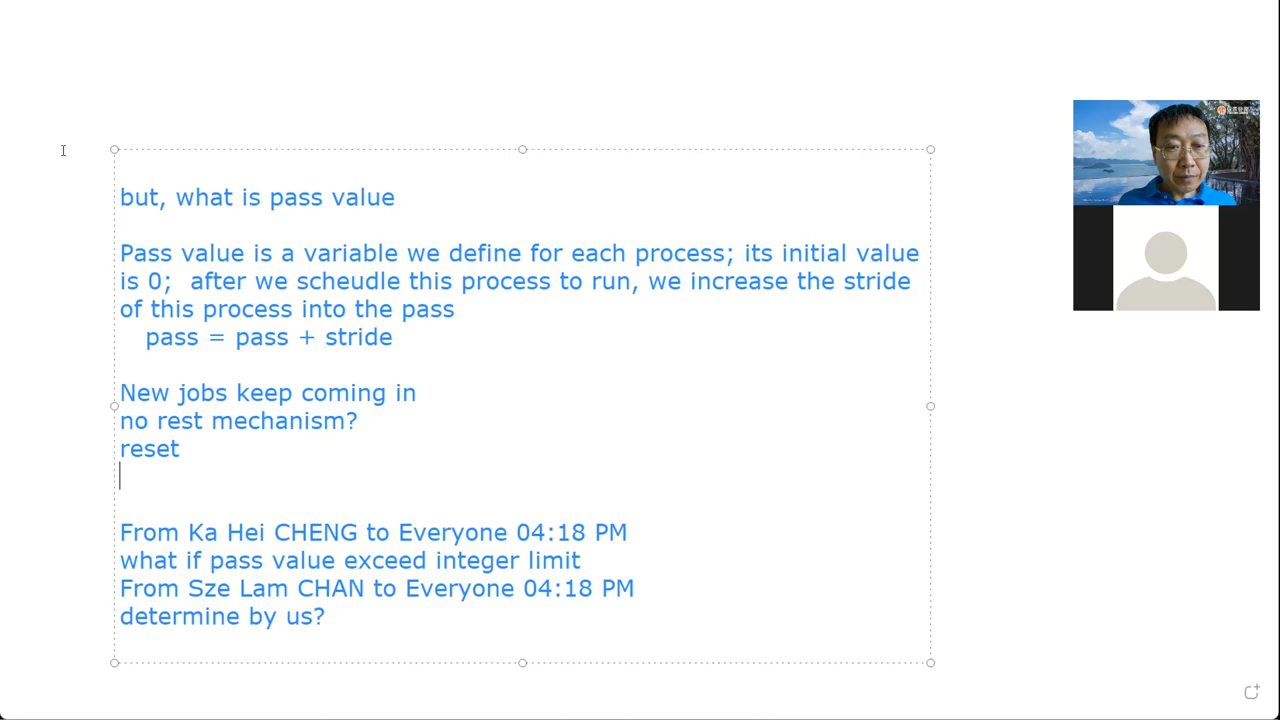 but, what is pass value
Pass value is a variable we define for each process; its initial value
is 0;  after we scheudle this process to run, we increase the stride
of this process into the pass
pass = pass + stride
New jobs keep coming in
no rest mechanism?
reset
From Ka Hei CHENG to Everyone 04:18 PM
what if pass value exceed integer limit
From Sze Lam CHAN to Everyone 04:18 PM
determine by us?